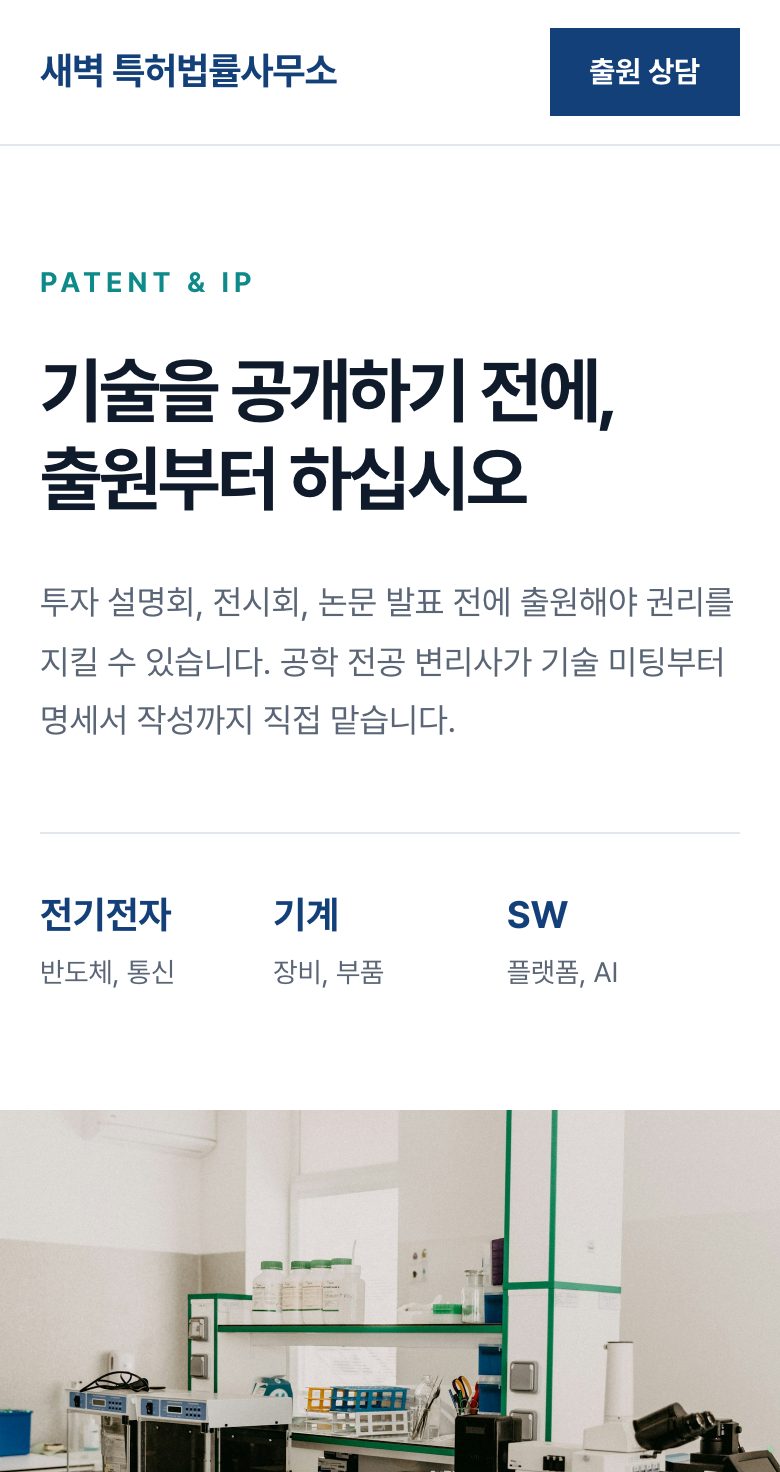 새벽 특허법률사무소
출원 상담
PATENT & IP
기술을 공개하기 전에,
출원부터 하십시오
투자 설명회, 전시회, 논문 발표 전에 출원해야 권리를
지킬 수 있습니다. 공학 전공 변리사가 기술 미팅부터
명세서 작성까지 직접 맡습니다.
전기전자
기계
SW
반도체, 통신
장비, 부품
플랫폼, AI